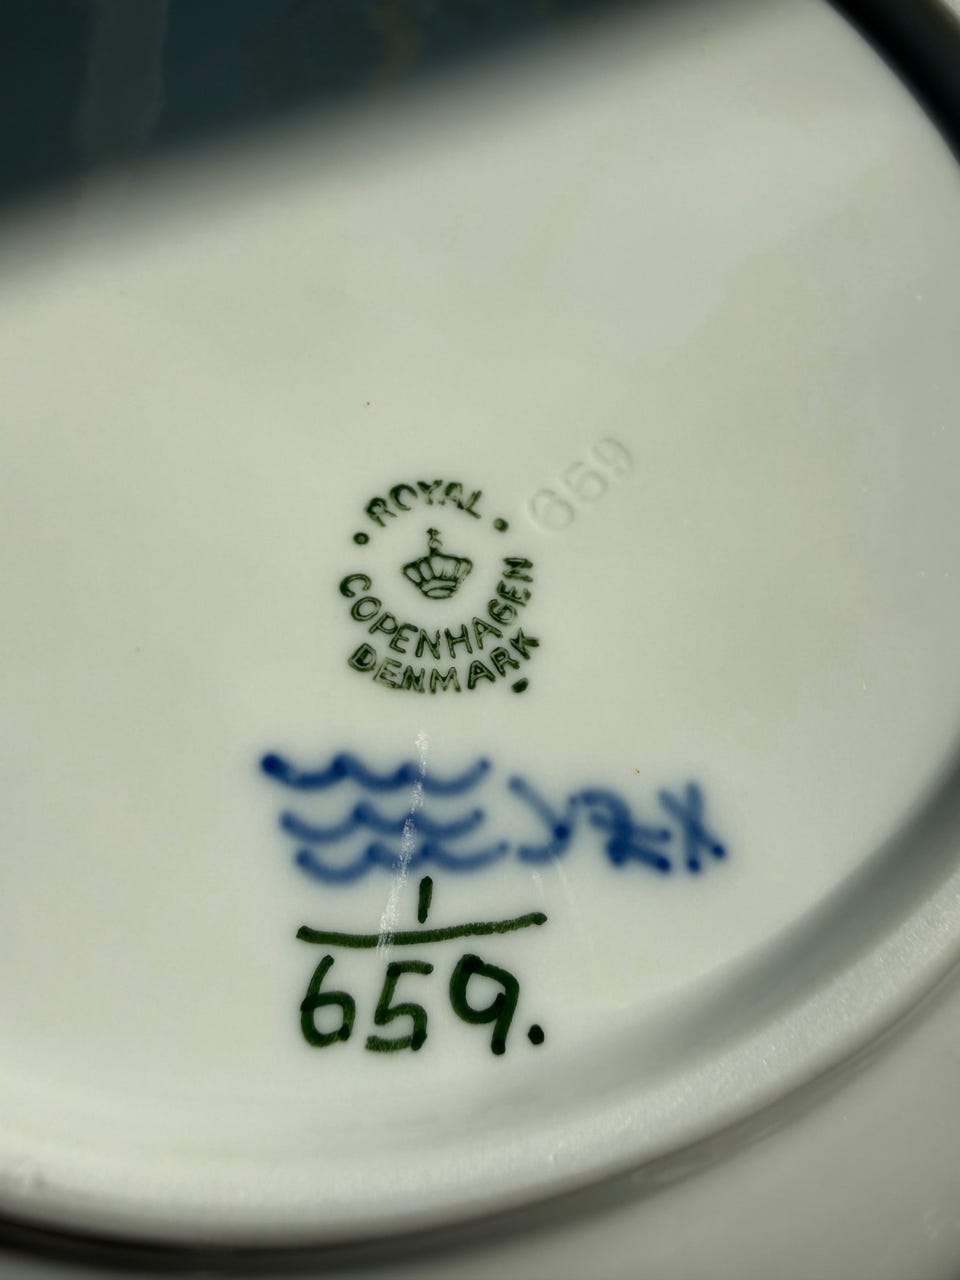 659
· ROYAL ·
COPENHAGEN
DENMARK
1
659.